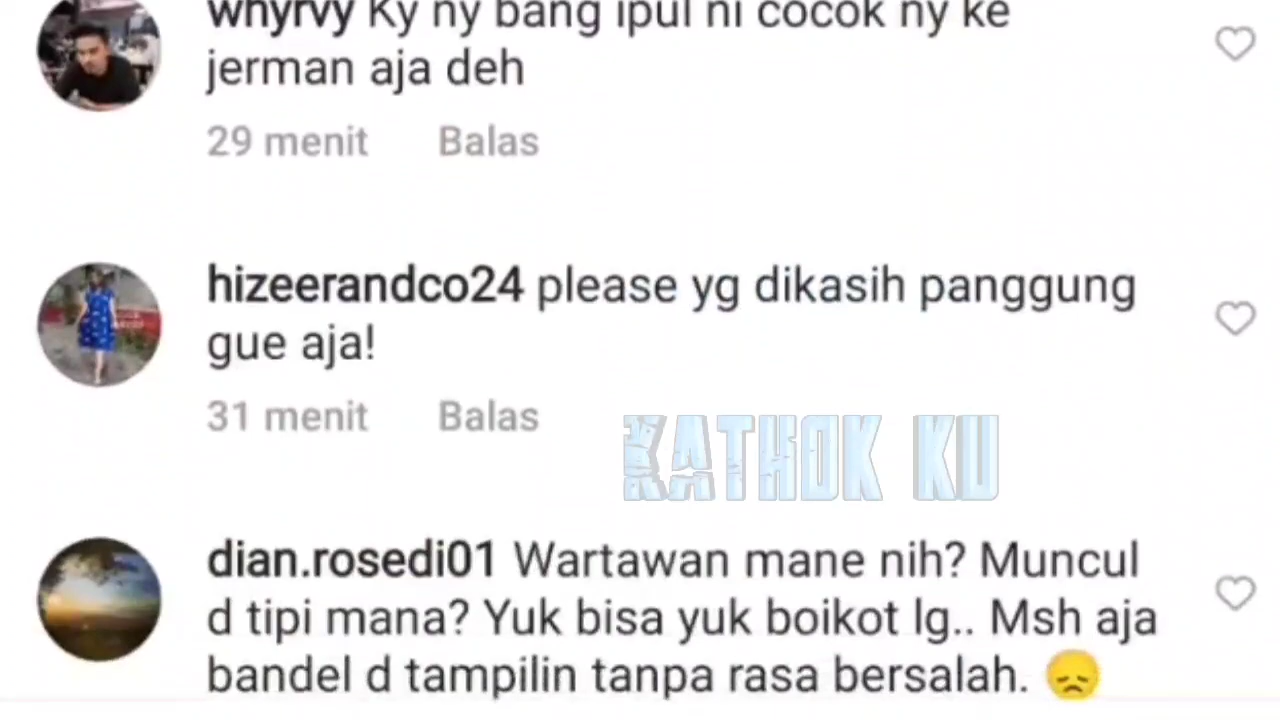 whyrvy Ky ny bang ipul ni cocok ny ke
jerman aja deh
29 menit Balas
hizeerandco24 please yg dikasih panggung
gue aja!
31 menit Balas
KATHOK KU
dian.rosedi01 Wartawan mane nih? Muncul
d tipi mana? Yuk bisa yuk boikot lg.. Msh aja
bandel d tampilin tanpa rasa bersalah. 😞